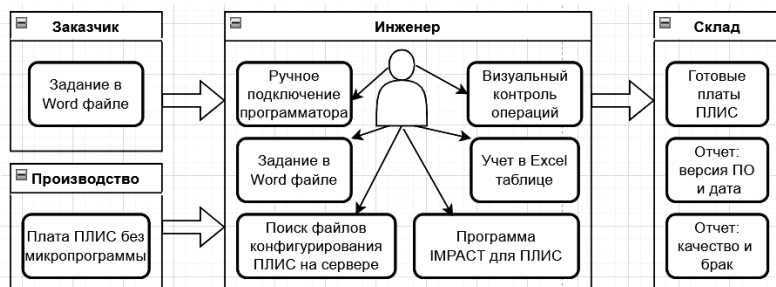 Заказчик
Задание в
Word файле
Производство
Плата ПЛИС без
микропрограммы
Инженер
Ручное
подключение
программатора
Визуальный
контроль
операций
Задание в
Word файле
Учет в Excel
таблице
Поиск файлов
конфигурирования
ПЛИС на сервере
Программа
IMPACT для ПЛИС
Склад
Готовые
платы
ПЛИС
Отчет:
версия ПО
и дата
Отчет:
качество и
брак